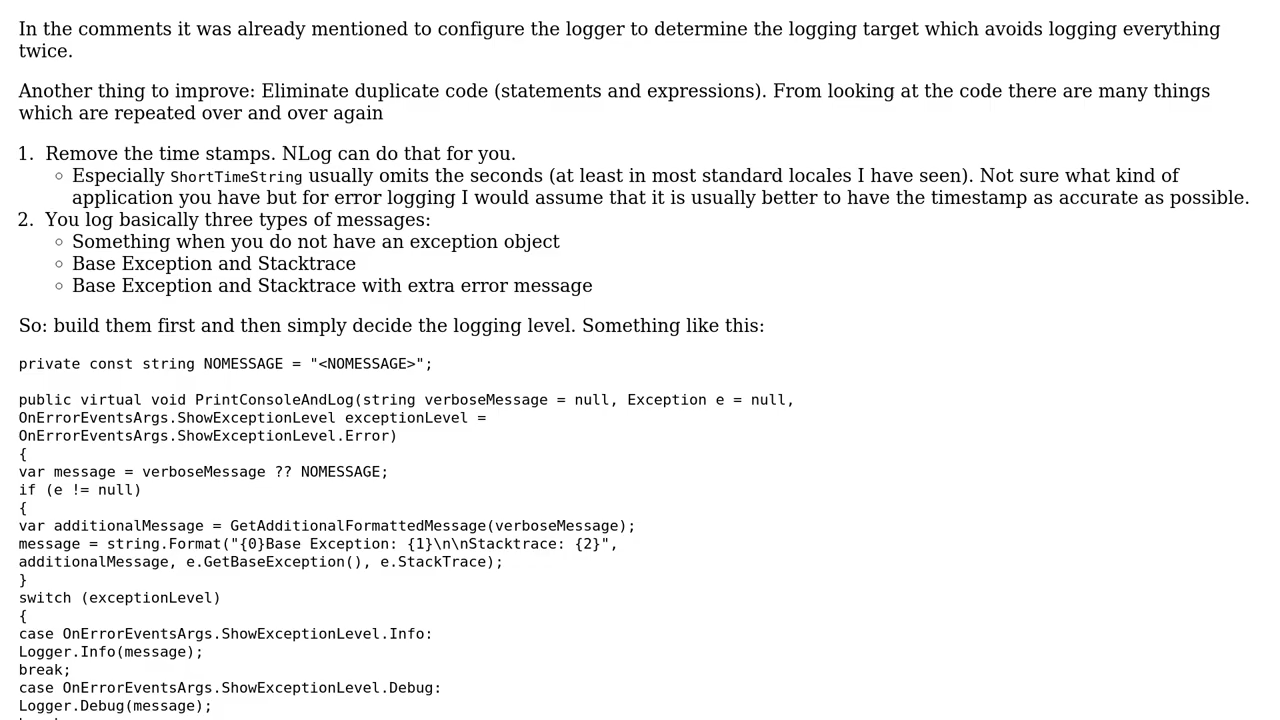 In the comments it was already mentioned to configure the logger to determine the logging target which avoids logging everything
twice.
Another thing to improve: Eliminate duplicate code (statements and expressions). From looking at the code there are many things
which are repeated over and over again
1. Remove the time stamps. NLog can do that for you.
◦ Especially ShortTimeString usually omits the seconds (at least in most standard locales I have seen). Not sure what kind of
application you have but for error logging I would assume that it is usually better to have the timestamp as accurate as possible.
2. You log basically three types of messages:
◦ Something when you do not have an exception object
◦ Base Exception and Stacktrace
◦ Base Exception and Stacktrace with extra error message
So: build them first and then simply decide the logging level. Something like this:
private const string NOMESSAGE = "<NOMESSAGE>";
public virtual void PrintConsoleAndLog(string verboseMessage = null, Exception e = null,
OnErrorEventsArgs.ShowExceptionLevel exceptionLevel =
OnErrorEventsArgs.ShowExceptionLevel.Error)
{
var message = verboseMessage ?? NOMESSAGE;
if (e != null)
{
var additionalMessage = GetAdditionalFormattedMessage(verboseMessage);
message = string.Format("{0}Base Exception: {1}\n\nStacktrace: {2}",
additionalMessage, e.GetBaseException(), e.StackTrace);
}
switch (exceptionLevel)
{
case OnErrorEventsArgs.ShowExceptionLevel.Info:
Logger.Info(message);
break;
case OnErrorEventsArgs.ShowExceptionLevel.Debug:
Logger.Debug(message);